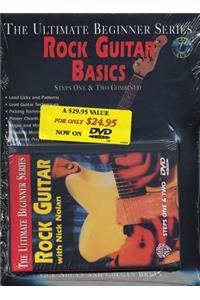 THE ULTIMATE BEGINNER SERIES
ROCK GUITAR
BASICS
STEPS ONE & TWO COMBINED
• Lead Licks and Patterns
• Lead Guitar Techniques
• Picking Techniques
• Power Chords
A $29.95 VALUE
FOR ONLY $24.95
NOW ON DVD
THE ULTIMATE BEGINNER SERIES
ROCK GUITAR
with Nick Nolan
STEPS ONE & TWO
DVD